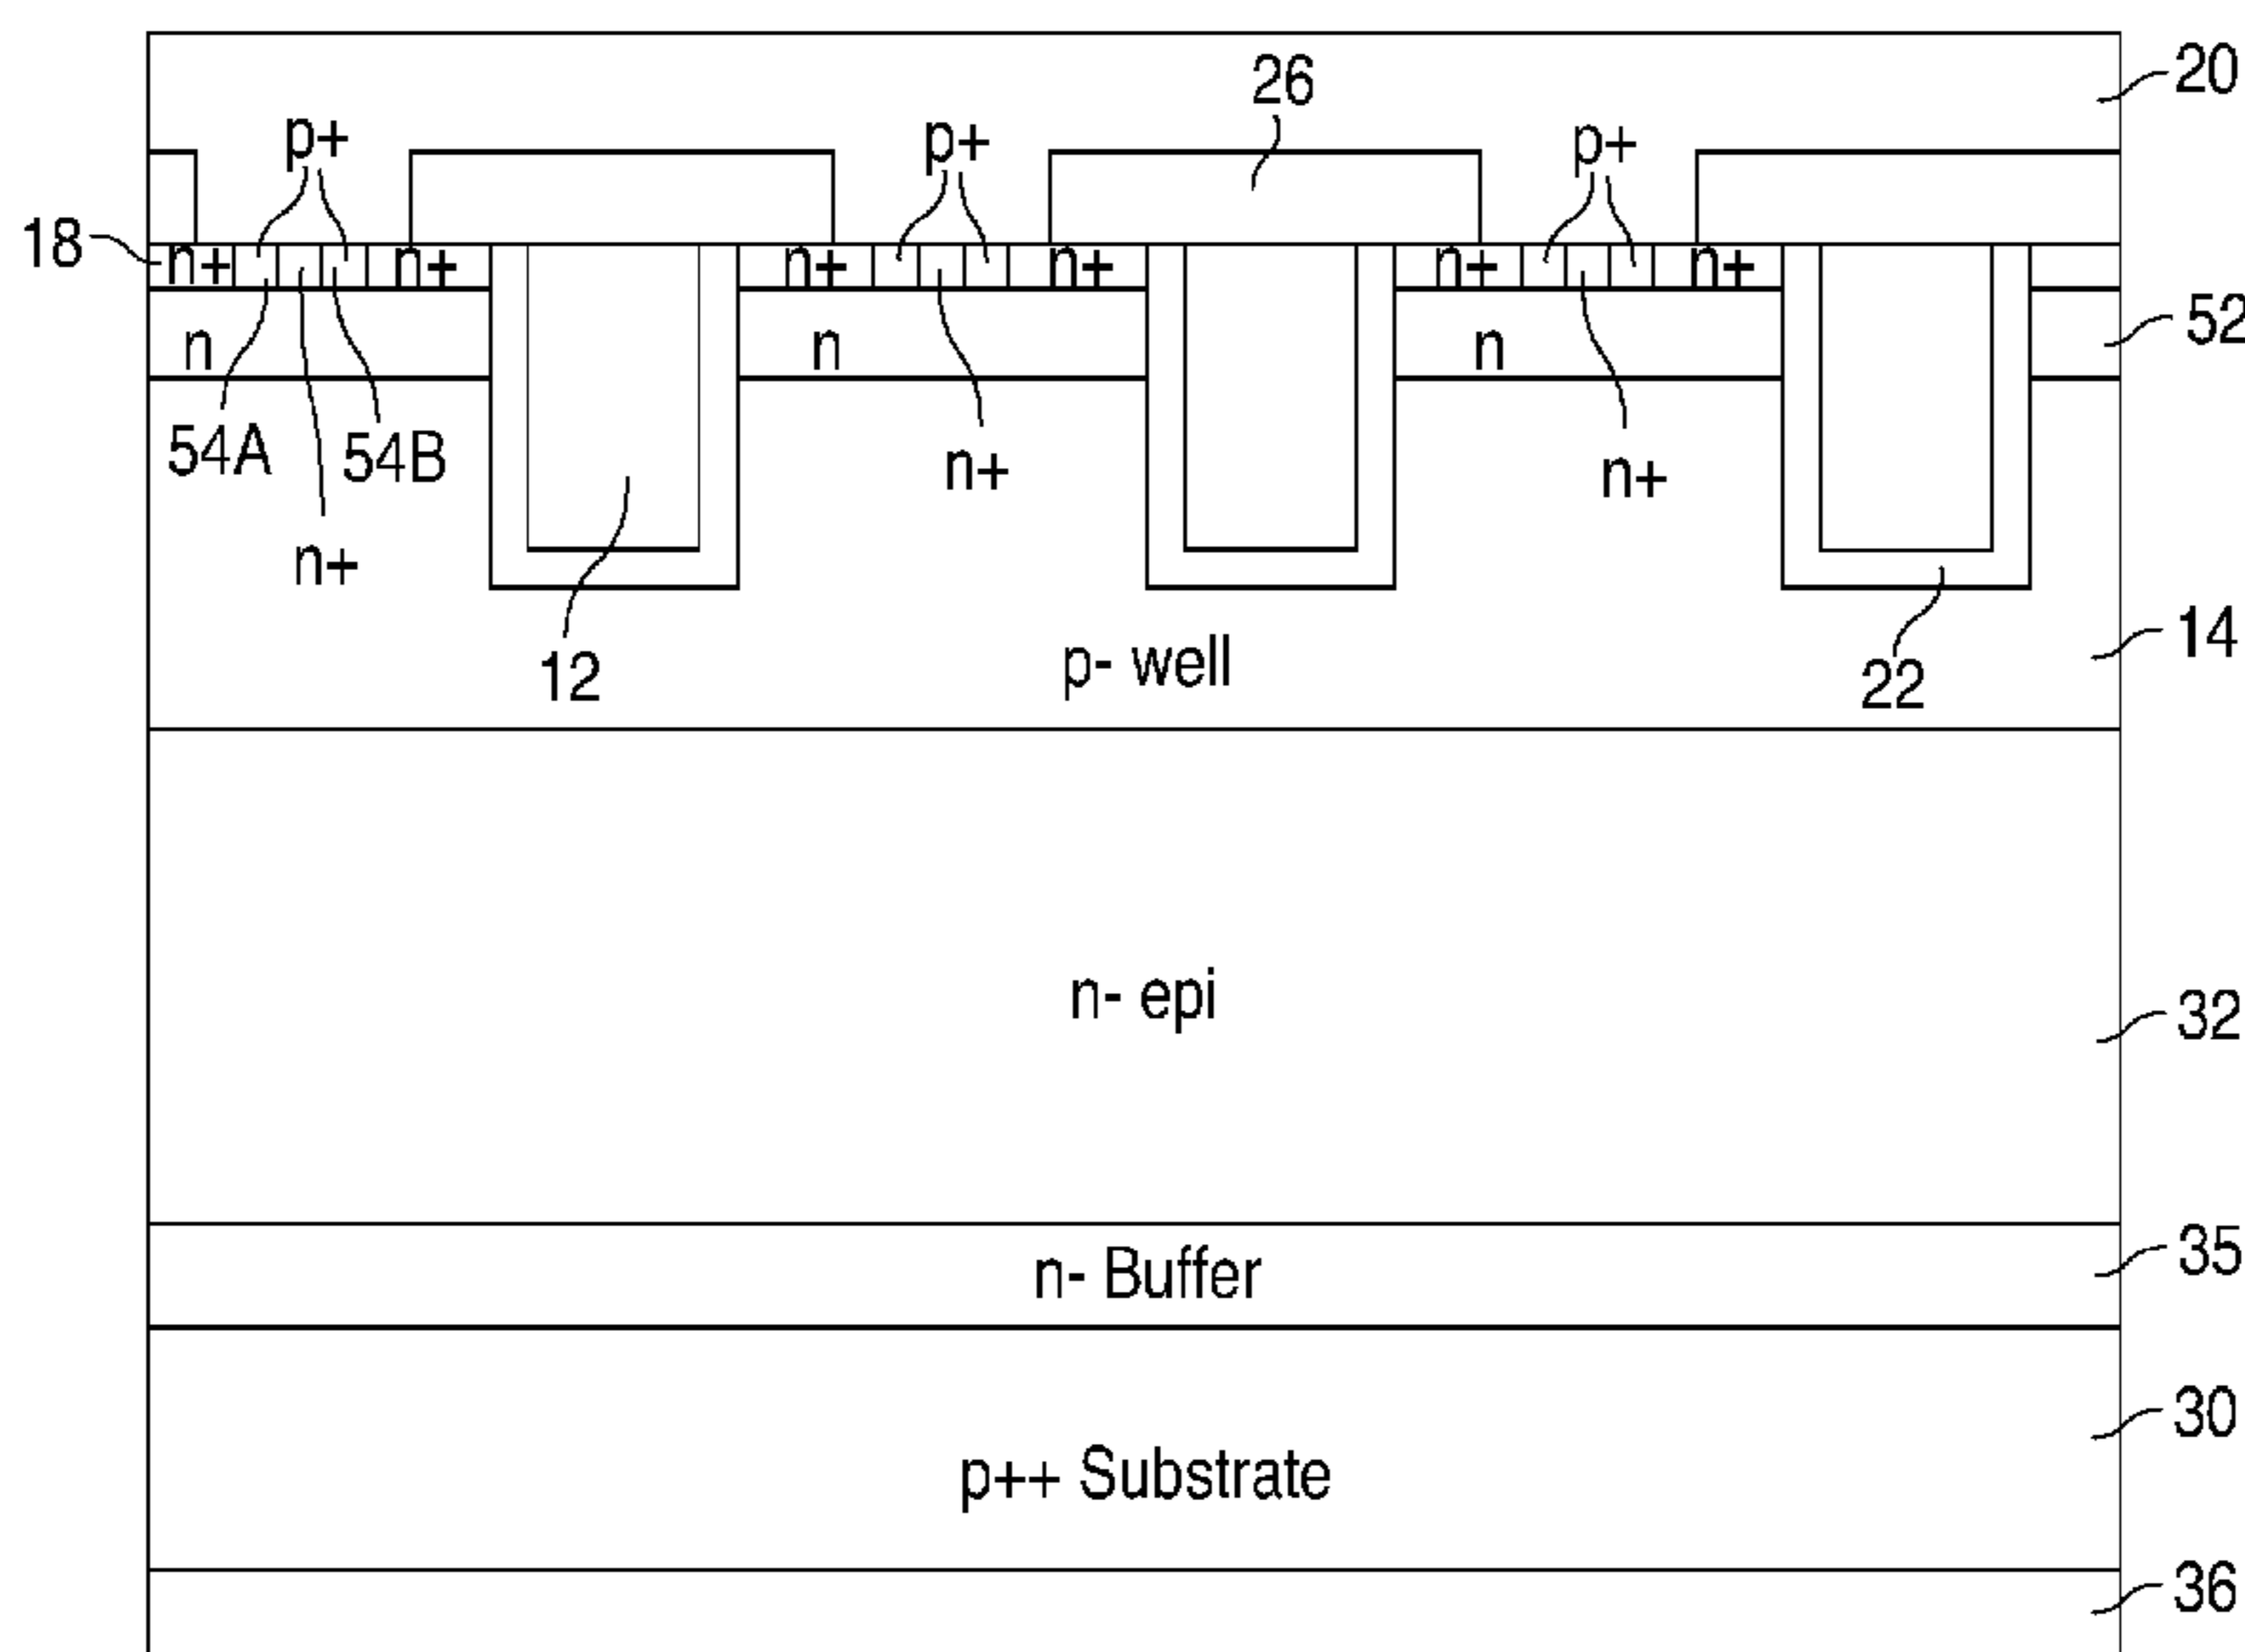 20
26
p+ p+ p+
18 n+ n+ n+ n+ n+ n+
n n n 52
54A 54B n+ n+
n+
12 p- well 22 14
n- epi 32
n- Buffer 35
30
p++ Substrate
36